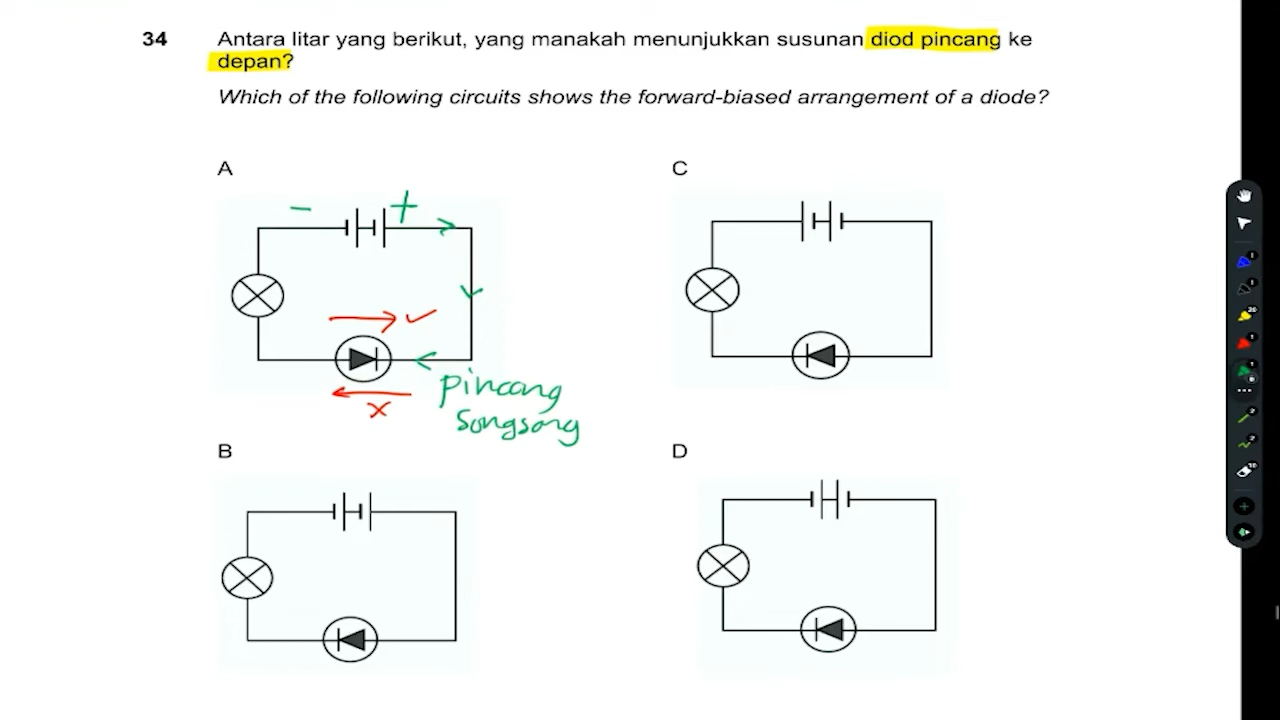 34 Antara litar yang berikut, yang manakah menunjukkan susunan diod pincang ke
depan?
Which of the following circuits shows the forward-biased arrangement of a diode?
A
- +
✓
x
pincang
Songsang
B
C
D